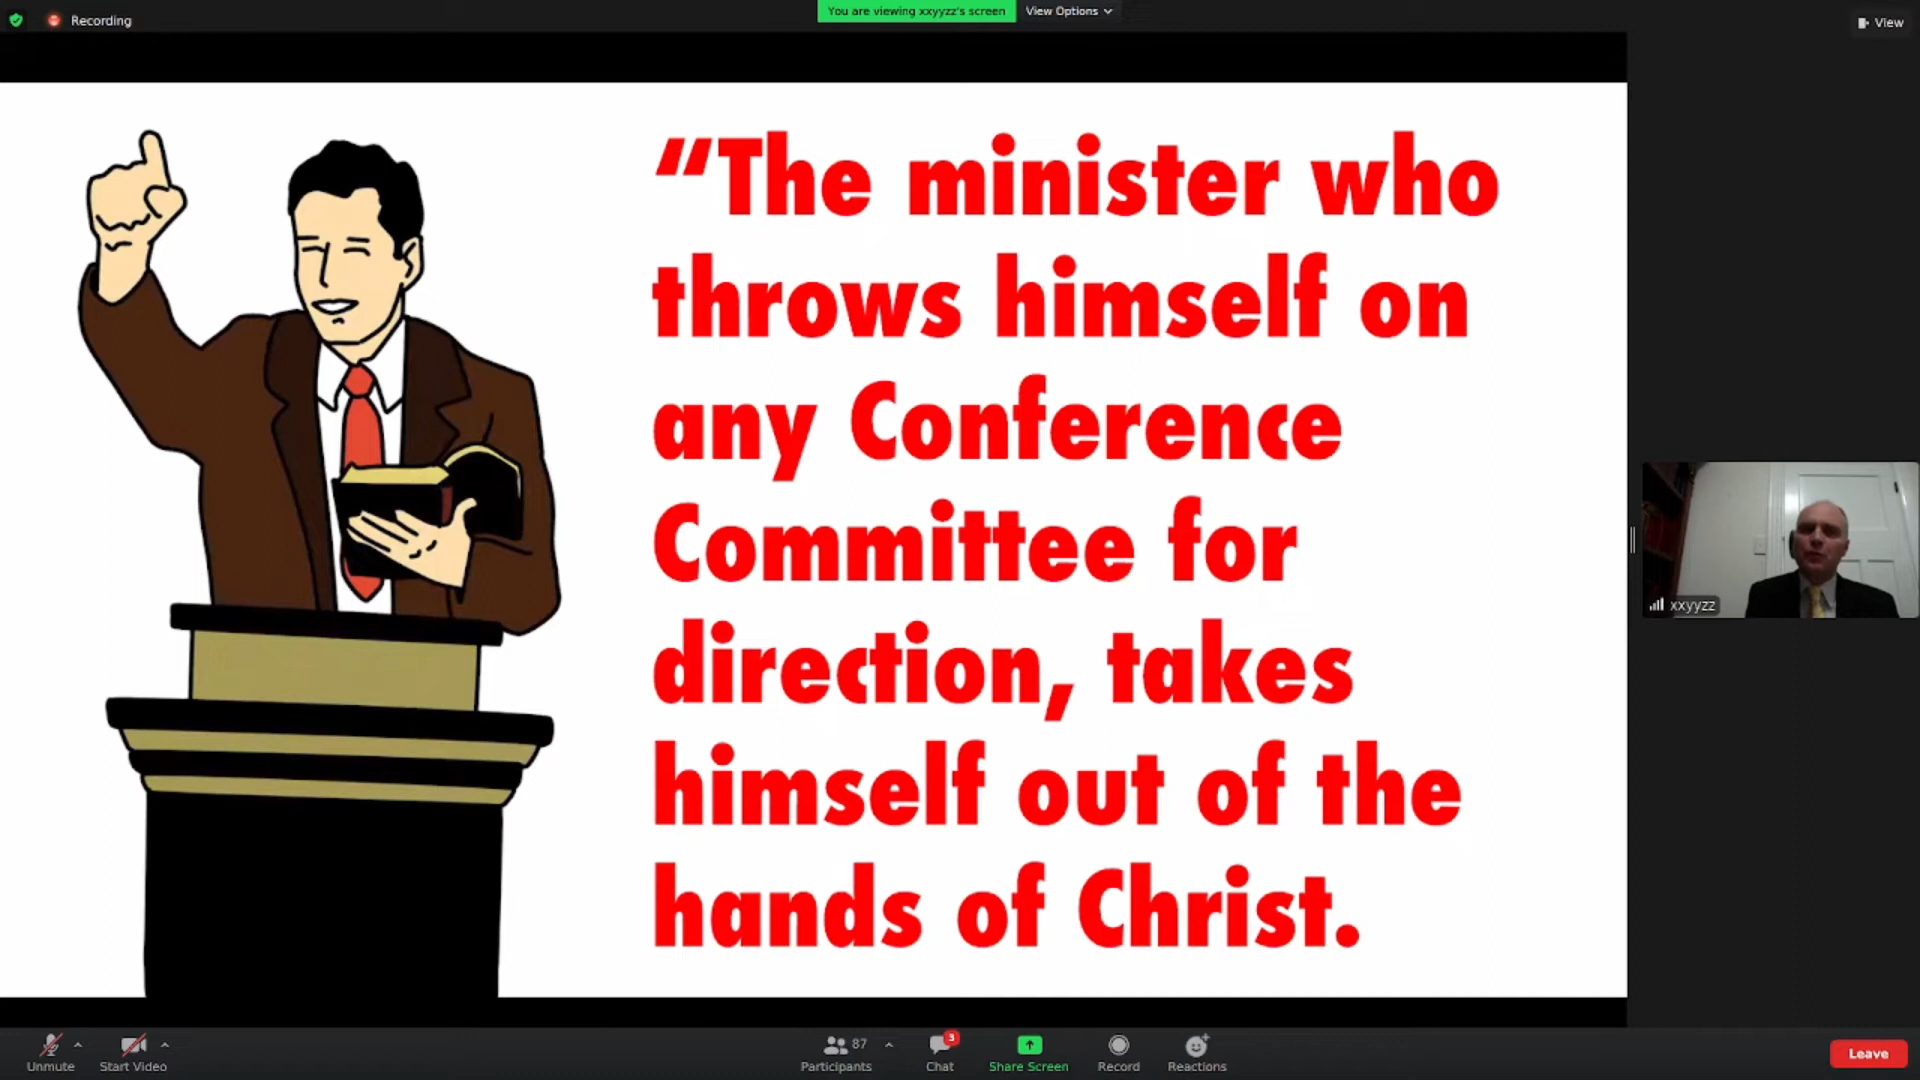 Recording
You are viewing xxyyzz's screen
View Options
View
“The minister who
throws himself on
any Conference
Committee for
direction, takes
himself out of the
hands of Christ.
xxyyzz
Unmute
Start Video
87
Participants
3
Chat
Share Screen
Record
Reactions
Leave